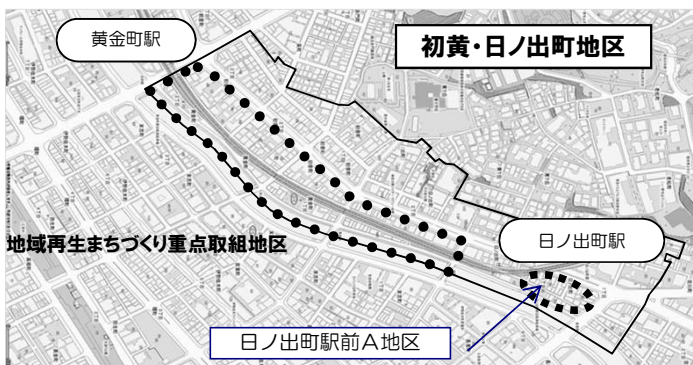 黄金町駅
初黄・日ノ出町地区
地域再生まちづくり重点取組地区
日ノ出町駅
日ノ出町駅前A地区